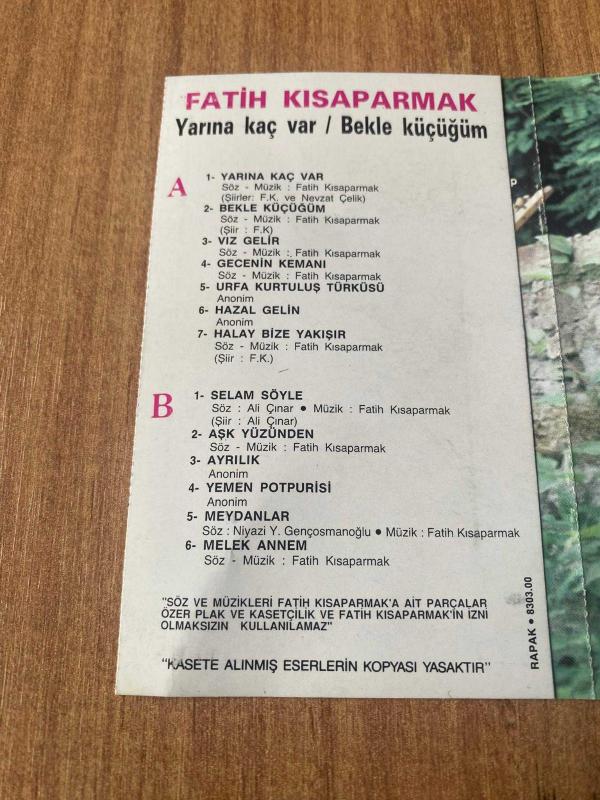 FATİH KISAPARMAK
Yarına kaç var / Bekle küçüğüm
A
1- YARINA KAÇ VAR
Söz - Müzik : Fatih Kısaparmak
(Şiirler: F.K. ve Nevzat Çelik)
2- BEKLE KÜÇÜĞÜM
Söz - Müzik : Fatih Kısaparmak
(Şiir : F.K)
3- VIZ GELİR
Söz - Müzik : Fatih Kısaparmak
4- GECENİN KEMANI
Söz - Müzik : Fatih Kısaparmak
5- URFA KURTULUŞ TÜRKÜSÜ
Anonim
6- HAZAL GELİN
Anonim
7- HALAY BİZE YAKIŞIR
Söz - Müzik : Fatih Kısaparmak
(Şiir : F.K.)
B
1- SELAM SÖYLE
Söz : Ali Çınar ● Müzik : Fatih Kısaparmak
(Şiir : Ali Çınar)
2- AŞK YÜZÜNDEN
Söz - Müzik : Fatih Kısaparmak
3- AYRILIK
Anonim
4- YEMEN POTPURİSİ
Anonim
5- MEYDANLAR
Söz : Niyazi Y. Gençosmanoğlu ● Müzik : Fatih Kısaparmak
6- MELEK ANNEM
Söz - Müzik : Fatih Kısaparmak
"SÖZ VE MÜZİKLERİ FATİH KISAPARMAK'A AİT PARÇALAR
ÖZER PLAK VE KASETÇİLİK VE FATİH KISAPARMAK'IN İZNİ
OLMAKSIZIN KULLANILAMAZ"
"KASETE ALINMIŞ ESERLERİN KOPYASI YASAKTIR"
RAPAK ● 8303.00
P